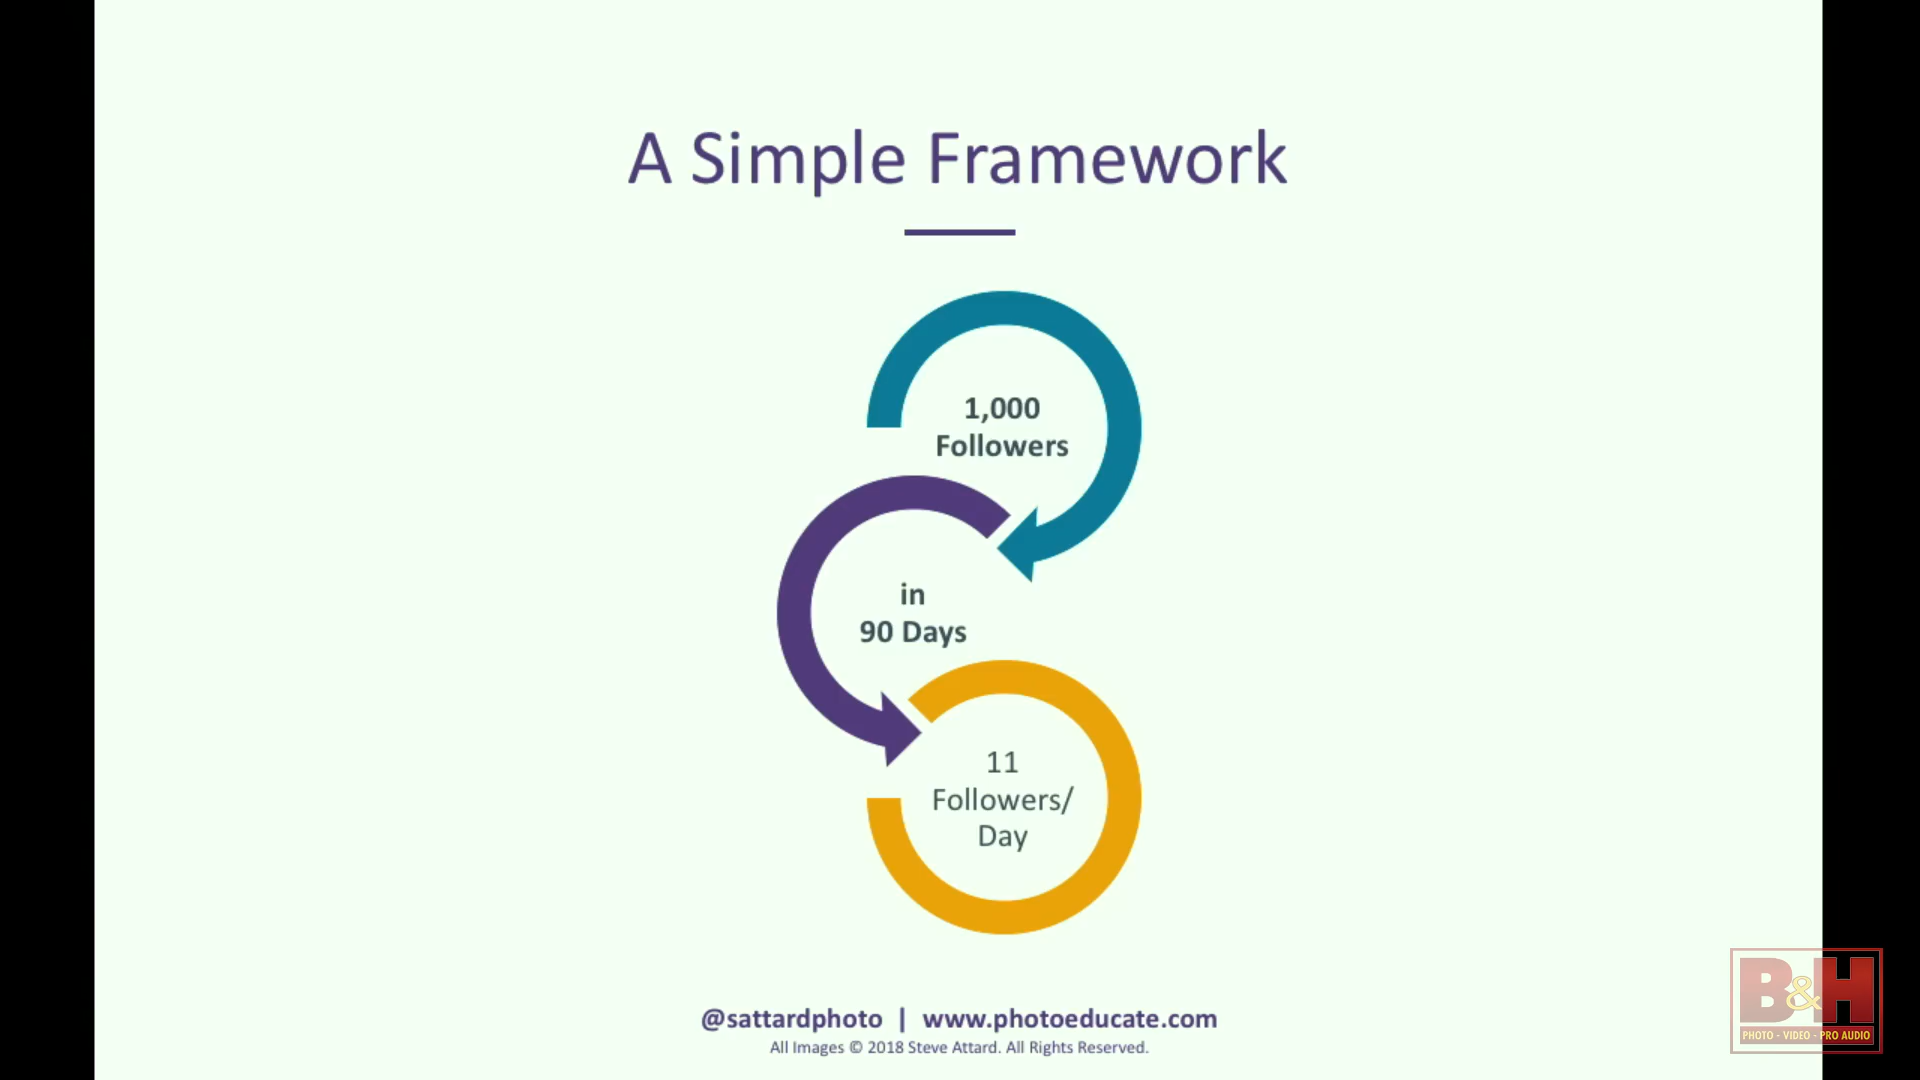 A Simple Framework
1,000
Followers
in
90 Days
11
Followers/
Day
@sattardphoto | www.photoeducate.com
All Images © 2018 Steve Attard. All Rights Reserved.
B&H
PHOTO - VIDEO - PRO AUDIO